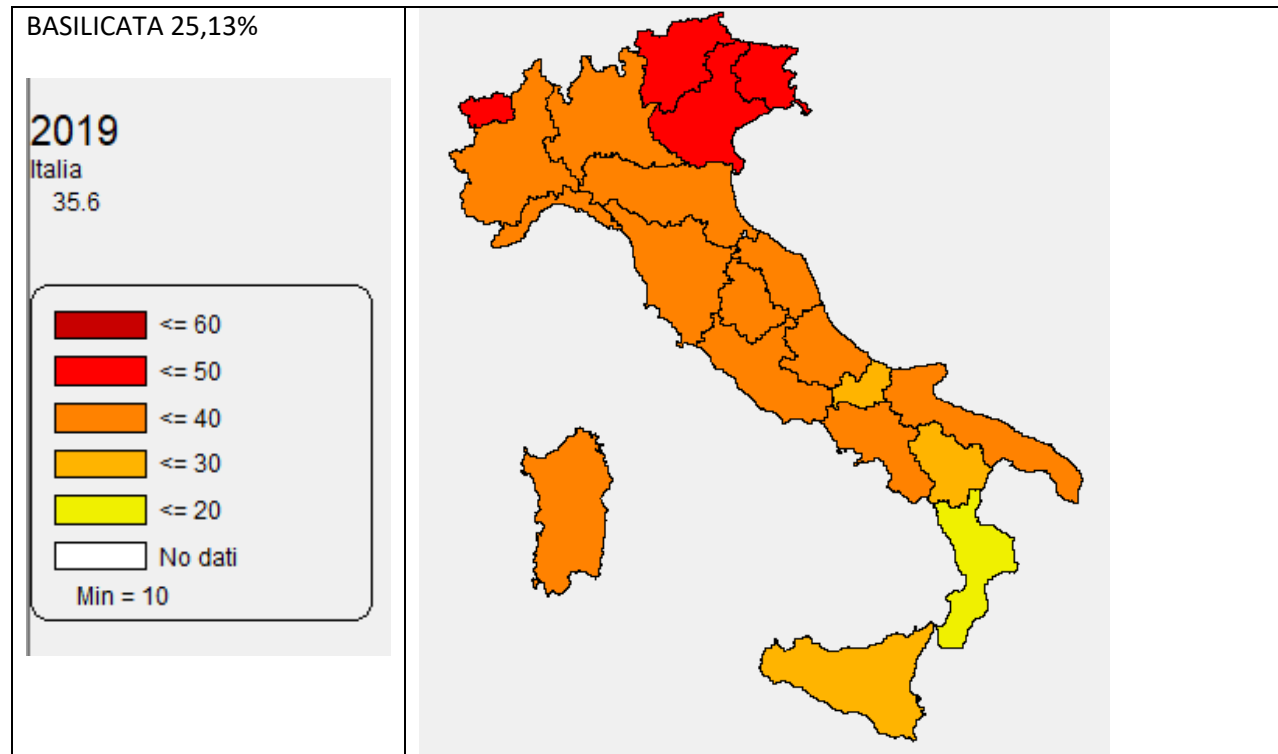 BASILICATA 25,13%
2019
Italia
35.6
<= 60
<= 50
<= 40
<= 30
<= 20
No dati
Min = 10